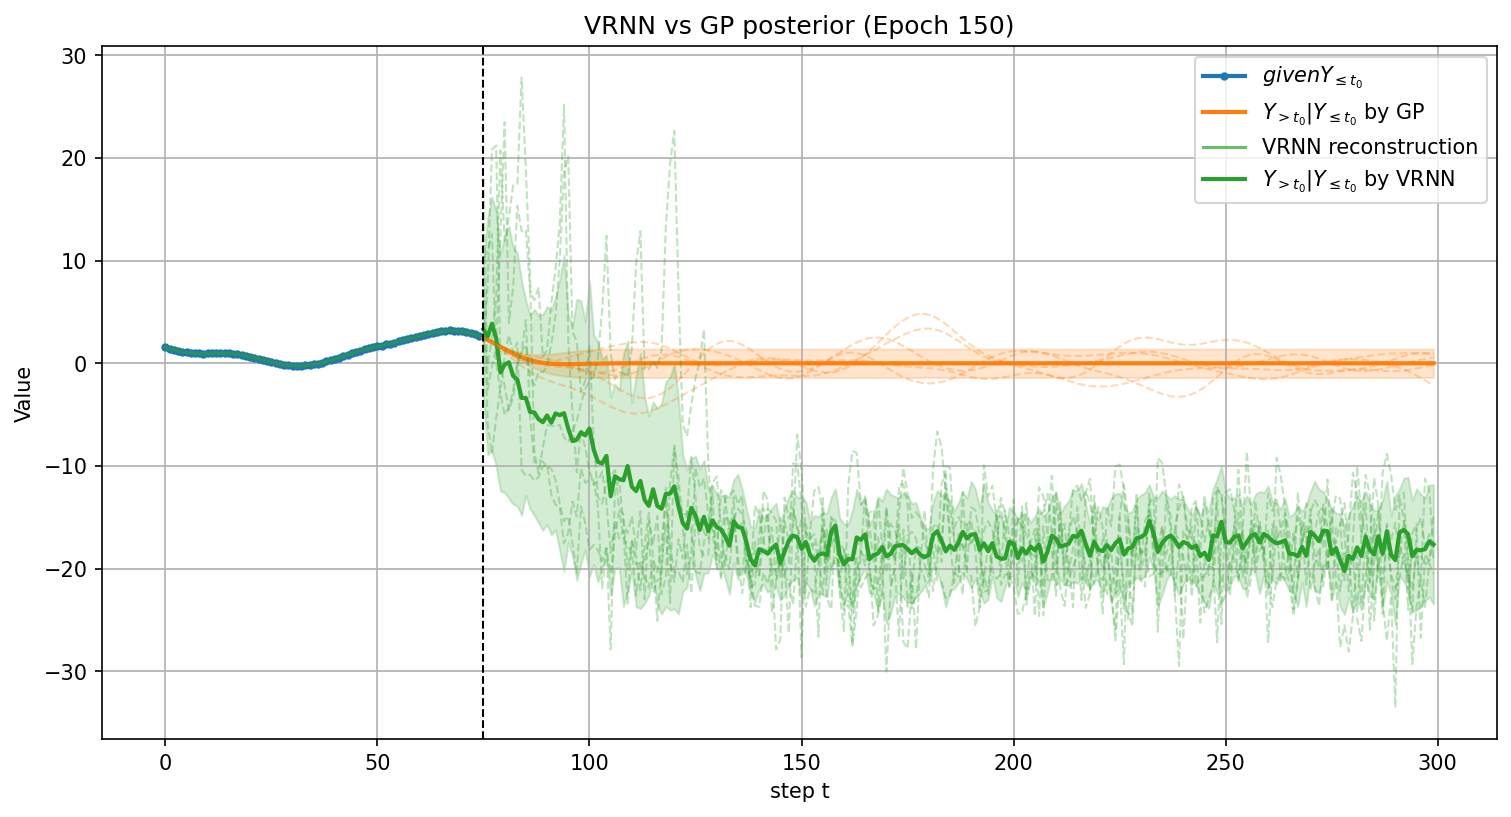 VRNN vs GP posterior (Epoch 150)
30
20
10
0
−10
−20
−30
Value
givenY≤t₀
Y>t₀|Y≤t₀ by GP
VRNN reconstruction
Y>t₀|Y≤t₀ by VRNN
0 50 100 150 200 250 300
step t